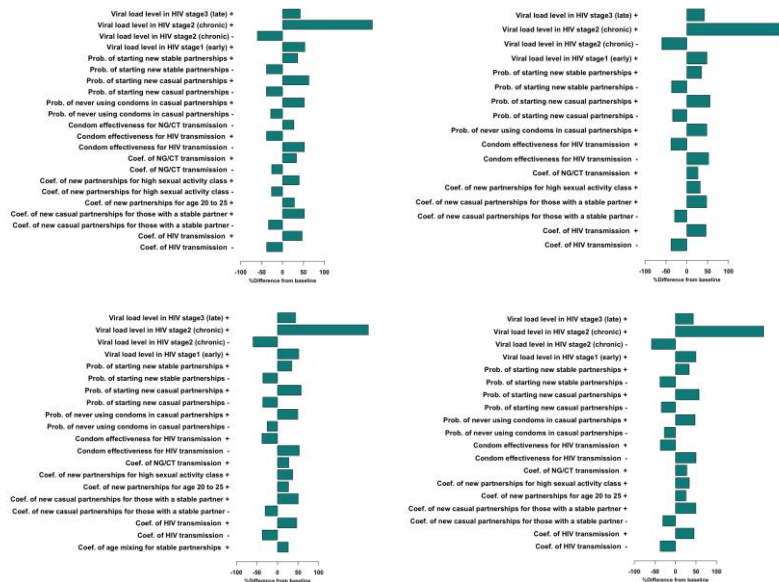 Viral load level in HIV stage3 (late) +
Viral load level in HIV stage2 (chronic) +
Viral load level in HIV stage2 (chronic) -
Viral load level in HIV stage1 (early) +
Prob. of starting new stable partnerships +
Prob. of starting new stable partnerships -
Prob. of starting new casual partnerships +
Prob. of starting new casual partnerships -
Prob. of never using condoms in casual partnerships +
Prob. of never using condoms in casual partnerships -
Condom effectiveness for NG/CT transmission -
Condom effectiveness for HIV transmission +
Condom effectiveness for HIV transmission -
Coef. of NG/CT transmission +
Coef. of NG/CT transmission -
Coef. of new partnerships for high sexual activity class +
Coef. of new partnerships for high sexual activity class -
Coef. of new partnerships for age 20 to 25 +
Coef. of new casual partnerships for those with a stable partner +
Coef. of new casual partnerships for those with a stable partner -
Coef. of HIV transmission +
Coef. of HIV transmission -
-100 -50 0 50 100
%Difference from baseline
Viral load level in HIV stage3 (late) +
Viral load level in HIV stage2 (chronic) +
Viral load level in HIV stage2 (chronic) -
Viral load level in HIV stage1 (early) +
Prob. of starting new stable partnerships +
Prob. of starting new stable partnerships -
Prob. of starting new casual partnerships +
Prob. of starting new casual partnerships -
Prob. of never using condoms in casual partnerships +
Condom effectiveness for HIV transmission +
Condom effectiveness for HIV transmission -
Coef. of NG/CT transmission +
Coef. of new partnerships for high sexual activity class +
Coef. of new casual partnerships for those with a stable partner +
Coef. of new casual partnerships for those with a stable partner -
Coef. of HIV transmission +
Coef. of HIV transmission -
-100 -50 0 50 100
%Difference from baseline
Viral load level in HIV stage3 (late) +
Viral load level in HIV stage2 (chronic) +
Viral load level in HIV stage2 (chronic) -
Viral load level in HIV stage1 (early) +
Prob. of starting new stable partnerships +
Prob. of starting new stable partnerships -
Prob. of starting new casual partnerships +
Prob. of starting new casual partnerships -
Prob. of never using condoms in casual partnerships +
Prob. of never using condoms in casual partnerships -
Condom effectiveness for HIV transmission +
Condom effectiveness for HIV transmission -
Coef. of NG/CT transmission +
Coef. of new partnerships for high sexual activity class +
Coef. of new partnerships for age 20 to 25 +
Coef. of new casual partnerships for those with a stable partner +
Coef. of new casual partnerships for those with a stable partner -
Coef. of HIV transmission +
Coef. of HIV transmission -
Coef. of age mixing for stable partnerships +
-100 -50 0 50 100
%Difference from baseline
Viral load level in HIV stage3 (late) +
Viral load level in HIV stage2 (chronic) +
Viral load level in HIV stage2 (chronic) -
Viral load level in HIV stage1 (early) +
Prob. of starting new stable partnerships +
Prob. of starting new stable partnerships -
Prob. of starting new casual partnerships +
Prob. of starting new casual partnerships -
Prob. of never using condoms in casual partnerships +
Prob. of never using condoms in casual partnerships -
Condom effectiveness for HIV transmission +
Condom effectiveness for HIV transmission -
Coef. of NG/CT transmission +
Coef. of new partnerships for high sexual activity class +
Coef. of new partnerships for age 20 to 25 +
Coef. of new casual partnerships for those with a stable partner +
Coef. of new casual partnerships for those with a stable partner -
Coef. of HIV transmission +
Coef. of HIV transmission -
-100 -50 0 50 100
%Difference from baseline